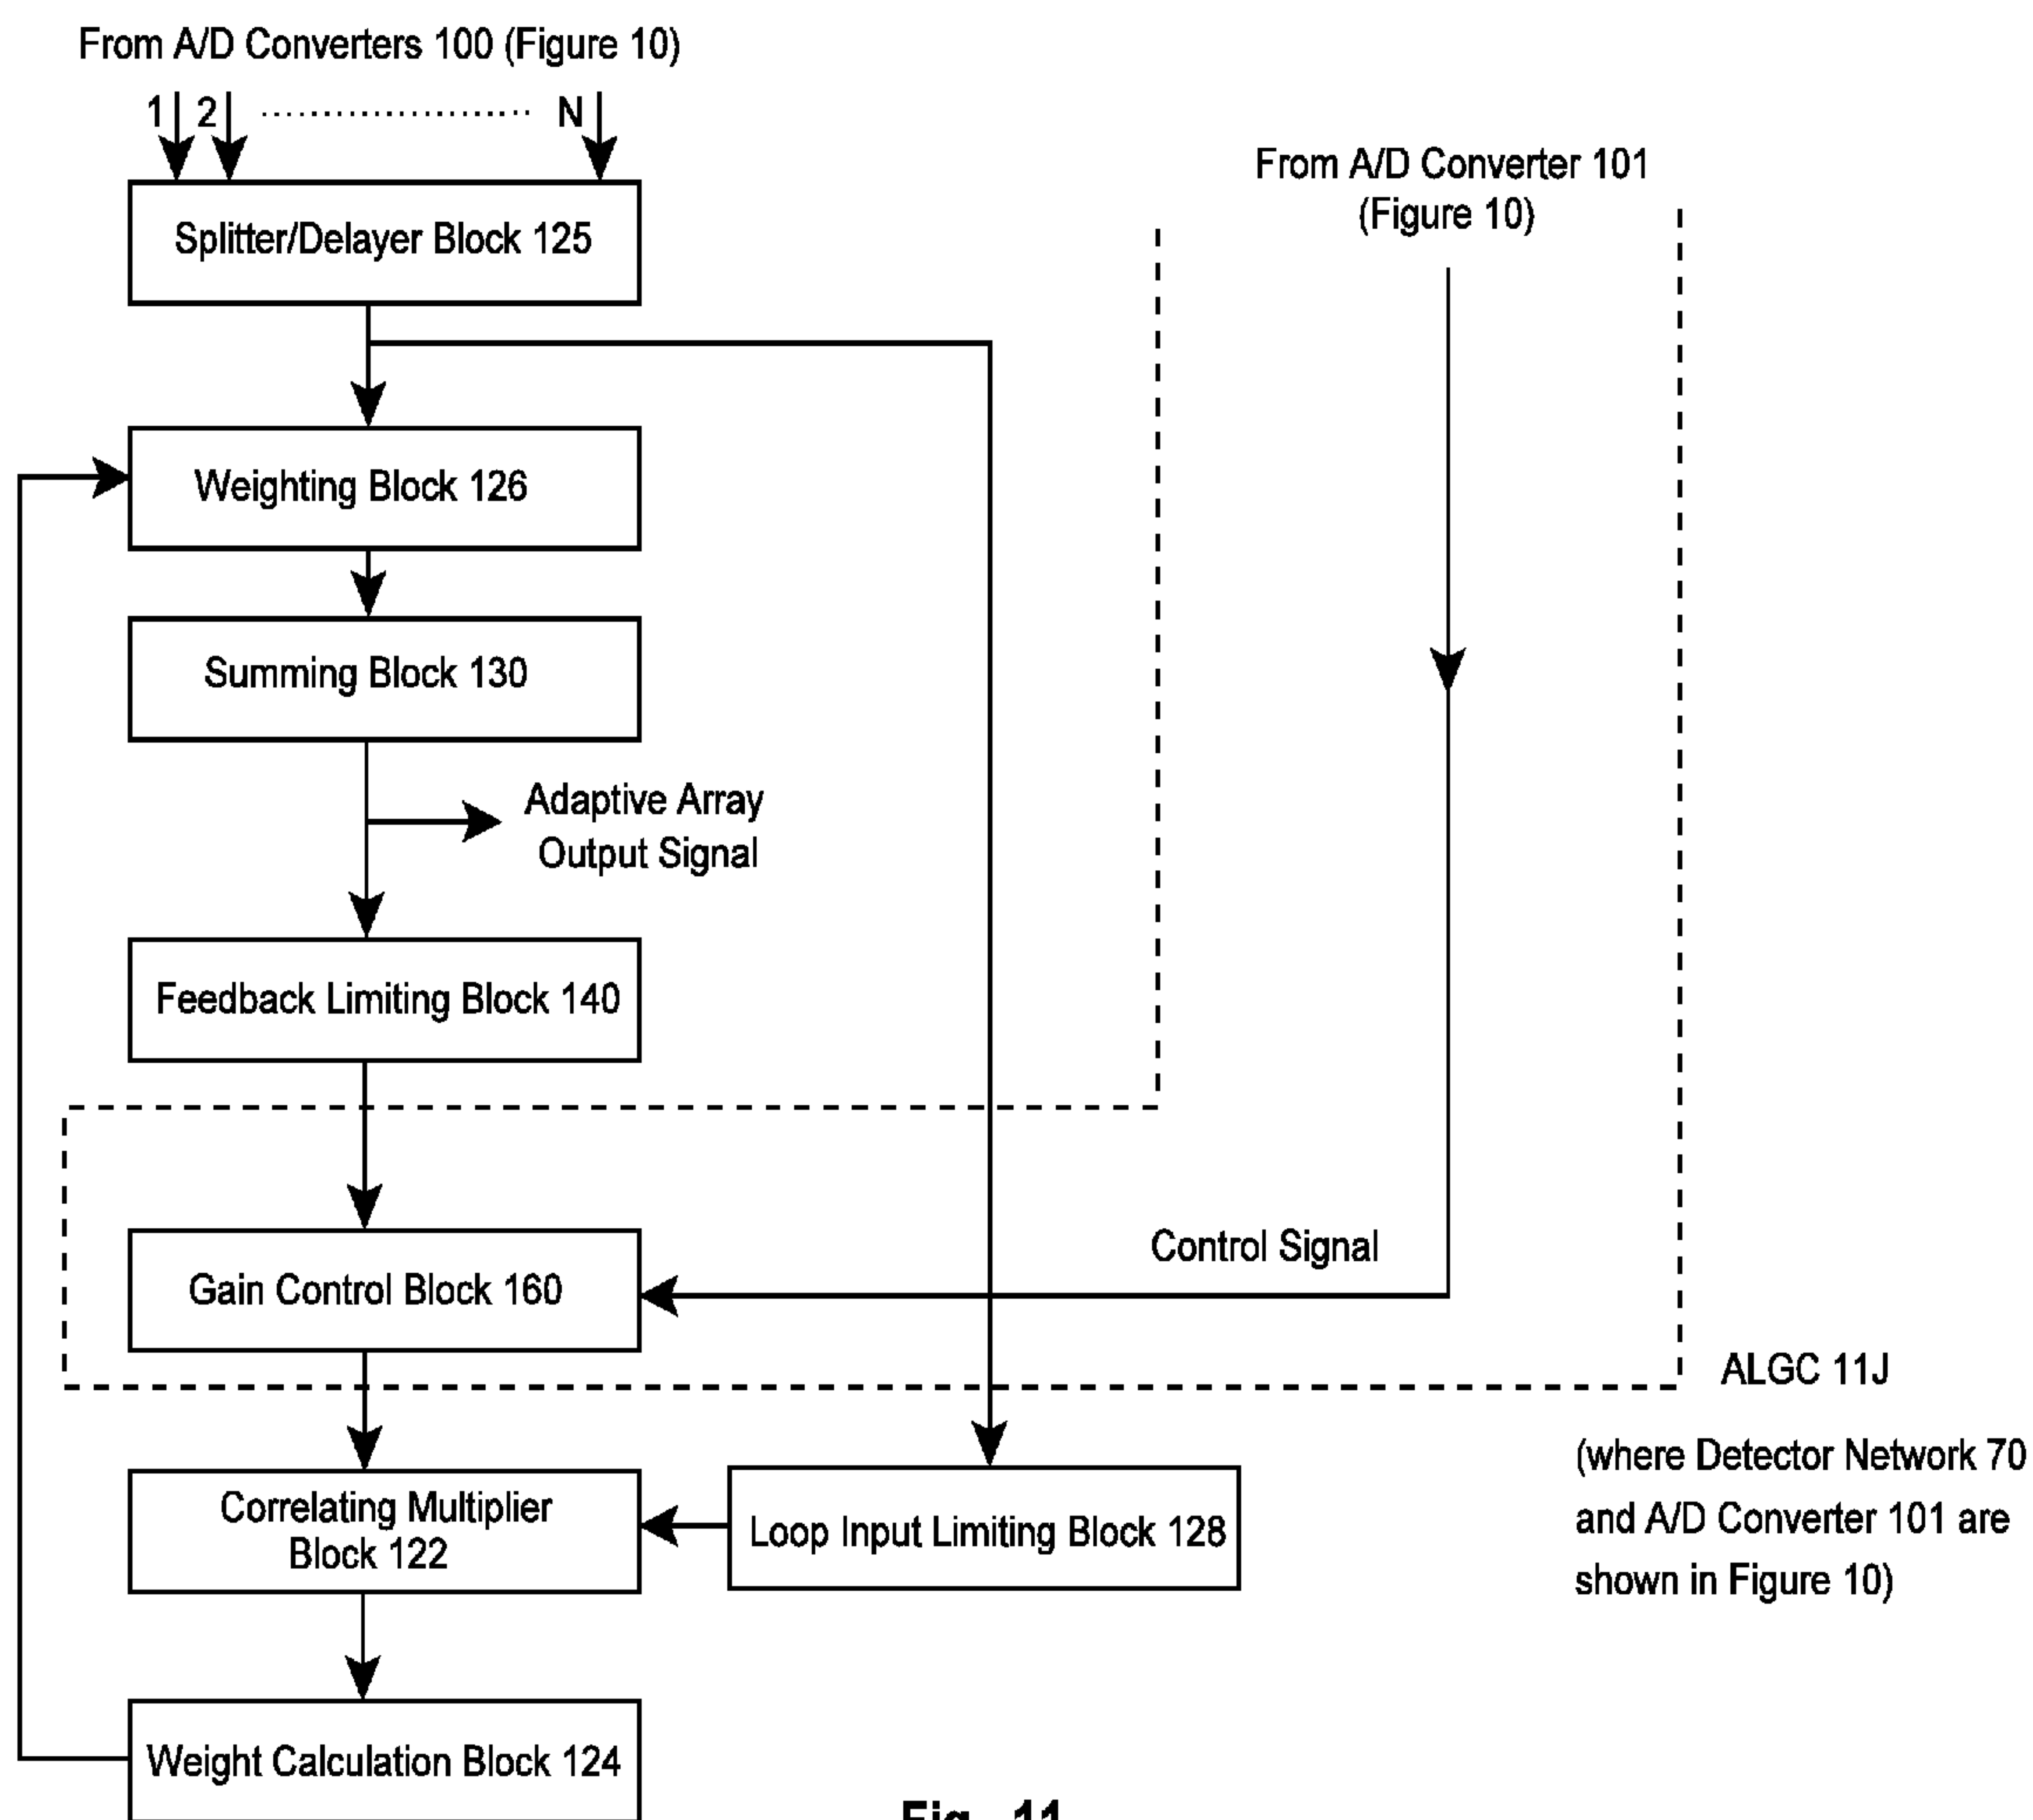 From A/D Converters 100 (Figure 10)
1 2 N
From A/D Converter 101
(Figure 10)
Splitter/Delayer Block 125
Weighting Block 126
Summing Block 130
Adaptive Array
Output Signal
Feedback Limiting Block 140
Control Signal
Gain Control Block 160
ALGC 11J
(where Detector Network 70
and A/D Converter 101 are
shown in Figure 10)
Correlating Multiplier
Block 122
Loop Input Limiting Block 128
Weight Calculation Block 124
Fig. 11